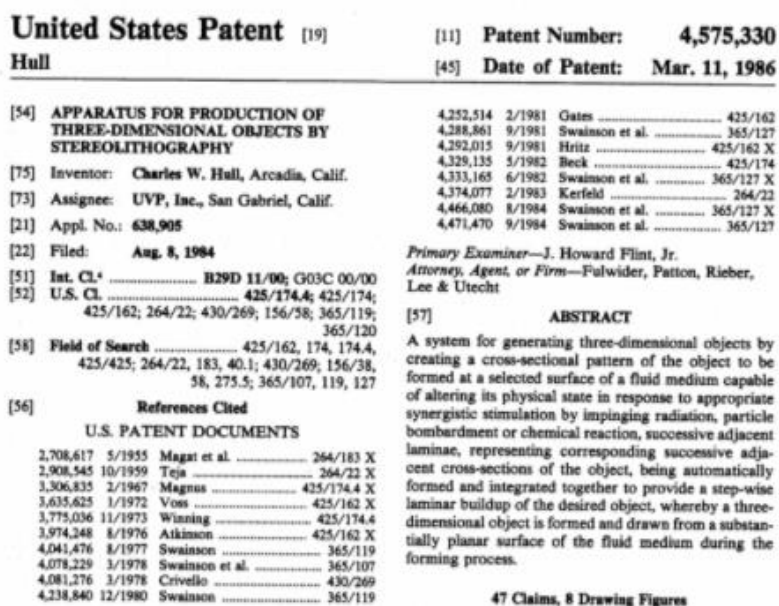 United States Patent [19]
Hull
[11] Patent Number: 4,575,330
[45] Date of Patent: Mar. 11, 1986
[54] APPARATUS FOR PRODUCTION OF
THREE-DIMENSIONAL OBJECTS BY
STEREOLITHOGRAPHY
[75] Inventor: Charles W. Hull, Arcadia, Calif.
[73] Assignee: UVP, Inc., San Gabriel, Calif.
[21] Appl. No.: 638,905
[22] Filed: Aug. 8, 1984
[51] Int. Cl.⁴ .................... B29D 11/00; G03C 00/00
[52] U.S. Cl. .............................. 425/174.4; 425/174;
425/162; 264/22; 430/269; 156/58; 365/119;
365/120
[58] Field of Search ................ 425/162, 174, 174.4,
425/425; 264/22, 183, 40.1; 430/269; 156/38,
58, 275.5; 365/107, 119, 127
[56] References Cited
U.S. PATENT DOCUMENTS
2,708,617 5/1955 Magat et al. .................... 264/183 X
2,908,545 10/1959 Teja .............................. 264/22 X
3,306,835 2/1967 Magnus ........................ 425/174.4 X
3,635,625 1/1972 Voss .............................. 425/162 X
3,775,036 11/1973 Winning ........................ 425/174.4
3,974,248 8/1976 Atkinson ........................ 425/162 X
4,041,476 8/1977 Swainson ........................ 365/119
4,078,229 3/1978 Swainson et al. ................ 365/107
4,081,276 3/1978 Crivello ........................ 430/269
4,238,840 12/1980 Swainson ........................ 365/119
4,252,514 2/1981 Gates .............................. 425/162
4,288,861 9/1981 Swainson et al. ................ 365/127
4,292,015 9/1981 Hritz .............................. 425/162 X
4,329,135 5/1982 Beck .............................. 425/174
4,333,165 6/1982 Swainson et al. ............ 365/127 X
4,374,077 2/1983 Kerfeld ........................ 264/22
4,466,080 8/1984 Swainson et al. ............ 365/127 X
4,471,470 9/1984 Swainson et al. ................ 365/127
Primary Examiner—J. Howard Flint, Jr.
Attorney, Agent, or Firm—Fulwider, Patton, Rieber,
Lee & Utecht
[57] ABSTRACT
A system for generating three-dimensional objects by
creating a cross-sectional pattern of the object to be
formed at a selected surface of a fluid medium capable
of altering its physical state in response to appropriate
synergistic stimulation by impinging radiation, particle
bombardment or chemical reaction, successive adjacent
laminae, representing corresponding successive adja-
cent cross-sections of the object, being automatically
formed and integrated together to provide a step-wise
laminar buildup of the desired object, whereby a three-
dimensional object is formed and drawn from a substan-
tially planar surface of the fluid medium during the
forming process.
47 Claims, 8 Drawing Figures